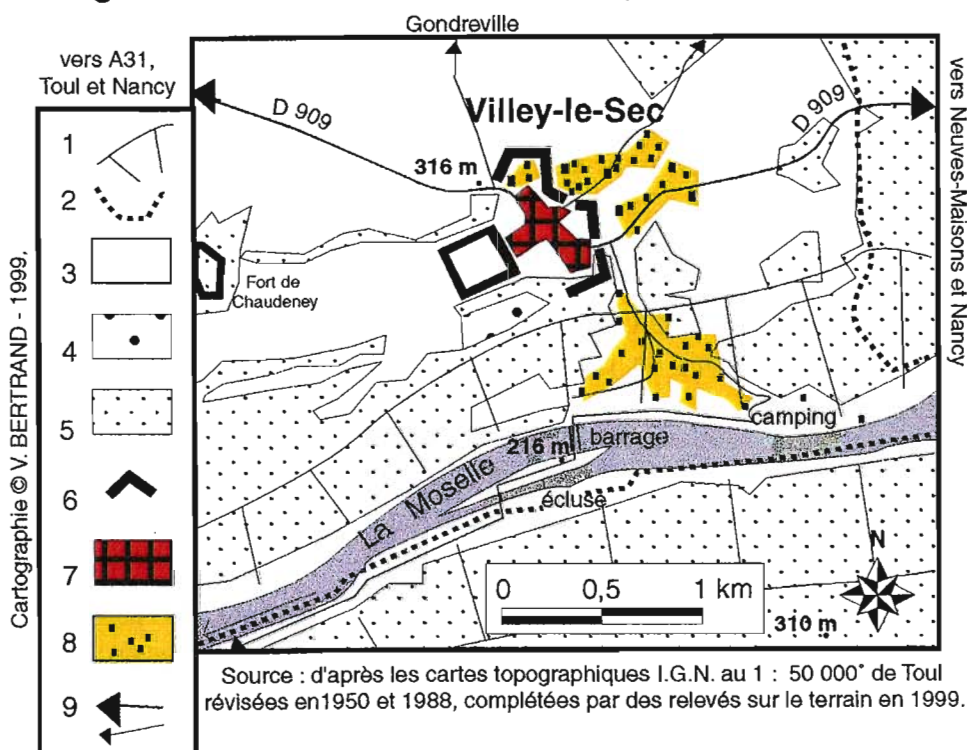 Gondreville
vers A31,
Toul et Nancy
D 909
Villey-le-Sec
D 909
vers Neuves-Maisons et Nancy
316 m
Fort de
Chaudeney
camping
barrage
216 m
La Moselle
écluse
N
0 0,5 1 km
310 m
1
2
3
4
5
6
7
8
9
Cartographie © V. BERTRAND - 1999.
Source : d'après les cartes topographiques I.G.N. au 1 : 50 000° de Toul
révisées en1950 et 1988, complétées par des relevés sur le terrain en 1999.